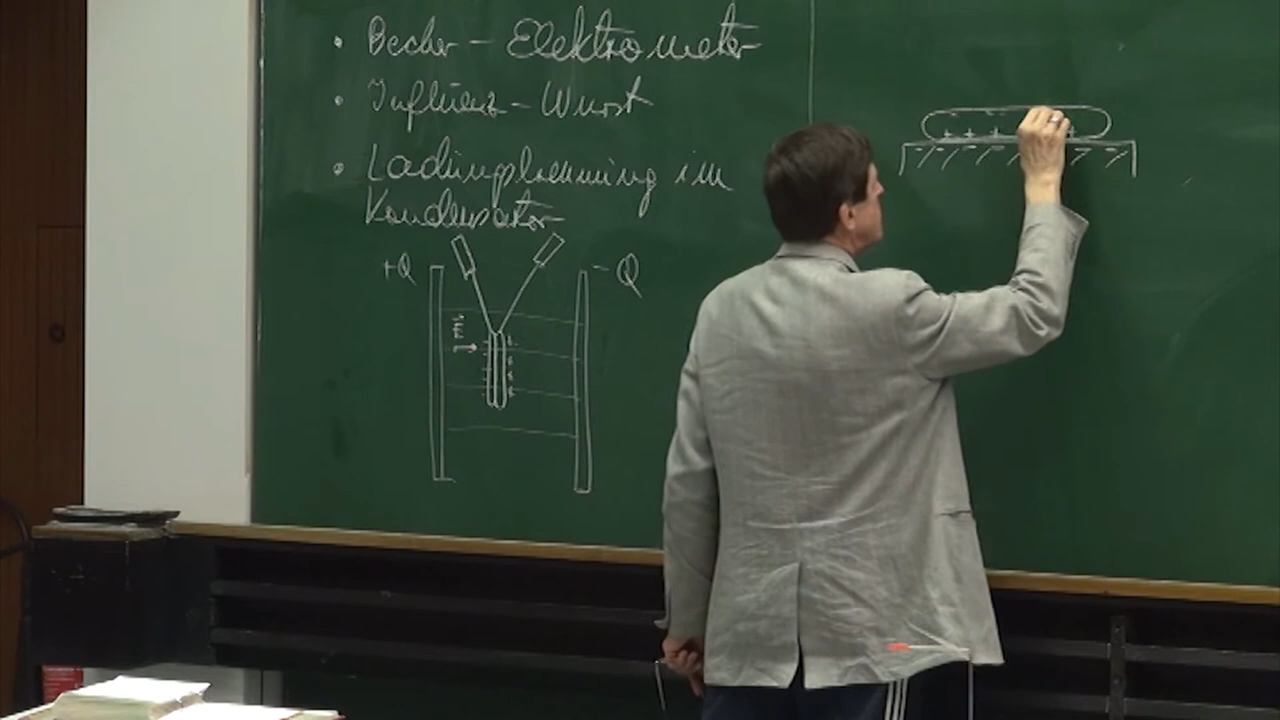 • Becher - Elektrometer
• Influenz - Wurst
• Ladungstrennung im
Kondensator
+Q
- Q